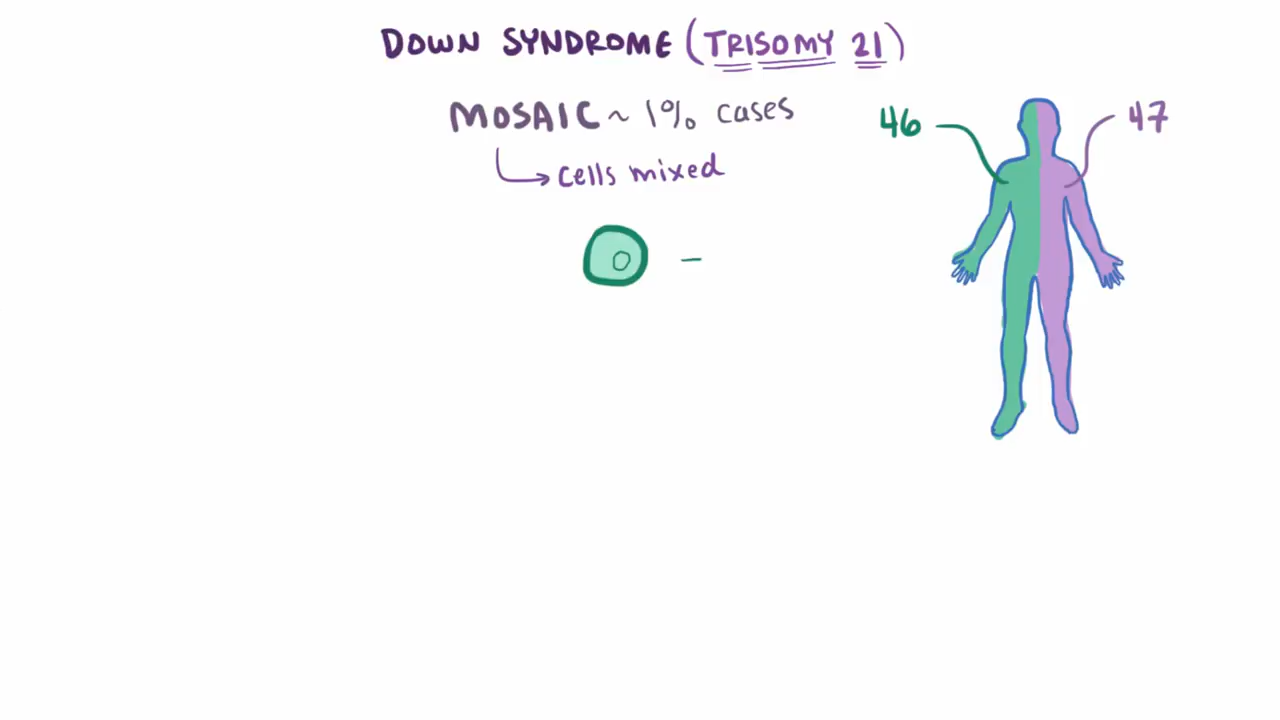 DOWN SYNDROME (TRISOMY 21)
MOSAIC ~ 1% cases
cells mixed
46
47